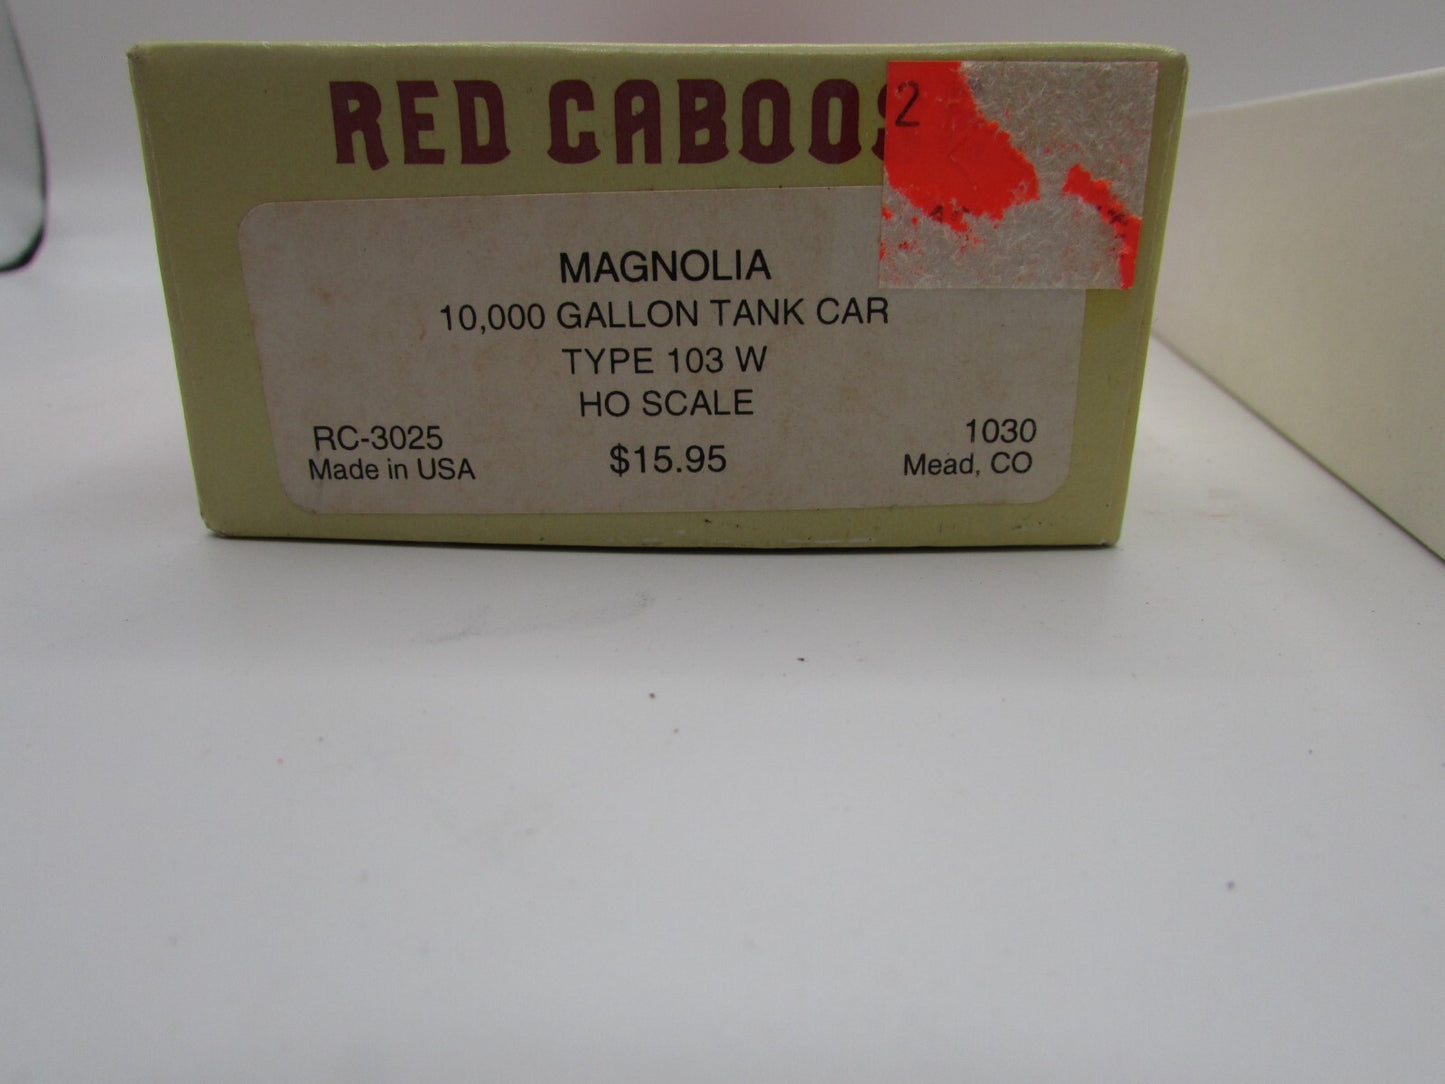 RED CABOOS
2
MAGNOLIA
10,000 GALLON TANK CAR
TYPE 103 W
HO SCALE
RC-3025
Made in USA
$15.95
1030
Mead, CO